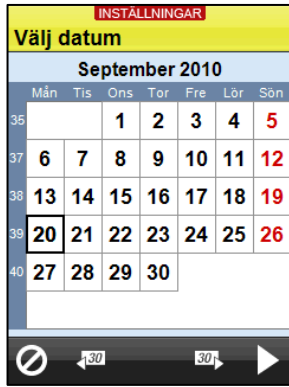 INSTÄLLNINGAR
Välj datum
September 2010
Mån Tis Ons Tor Fre Lör Sön
35 1 2 3 4 5
37 6 7 8 9 10 11 12
38 13 14 15 16 17 18 19
39 20 21 22 23 24 25 26
40 27 28 29 30
30 30